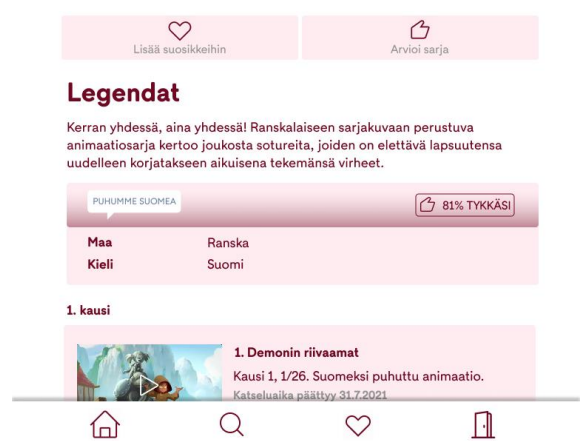 Lisää suosikkeihin
Arvioi sarja
Legendat
Kerran yhdessä, aina yhdessä! Ranskalaiseen sarjakuvaan perustuva
animaatiosarja kertoo joukosta sotureita, joiden on elettävä lapsuutensa
uudelleen korjatakseen aikuisena tekemänsä virheet.
PUHUMME SUOMEA
81% TYKKÄSI
Maa Ranska
Kieli Suomi
1. kausi
1. Demonin riivaamat
Kausi 1, 1/26. Suomeksi puhuttu animaatio.
Katseluaika päättyy 31.7.2021